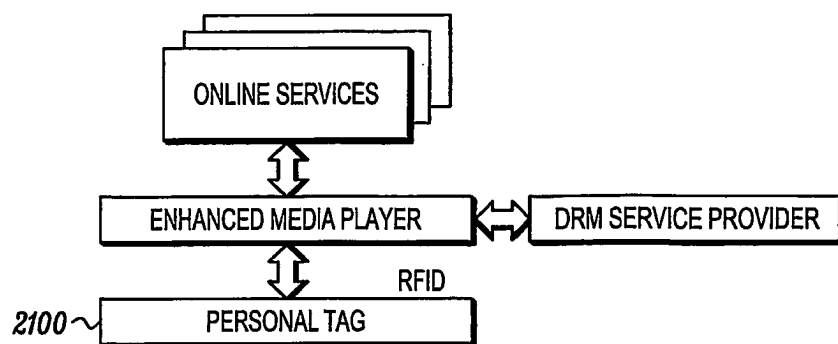 ONLINE SERVICES
ENHANCED MEDIA PLAYER
DRM SERVICE PROVIDER
RFID
2100
PERSONAL TAG